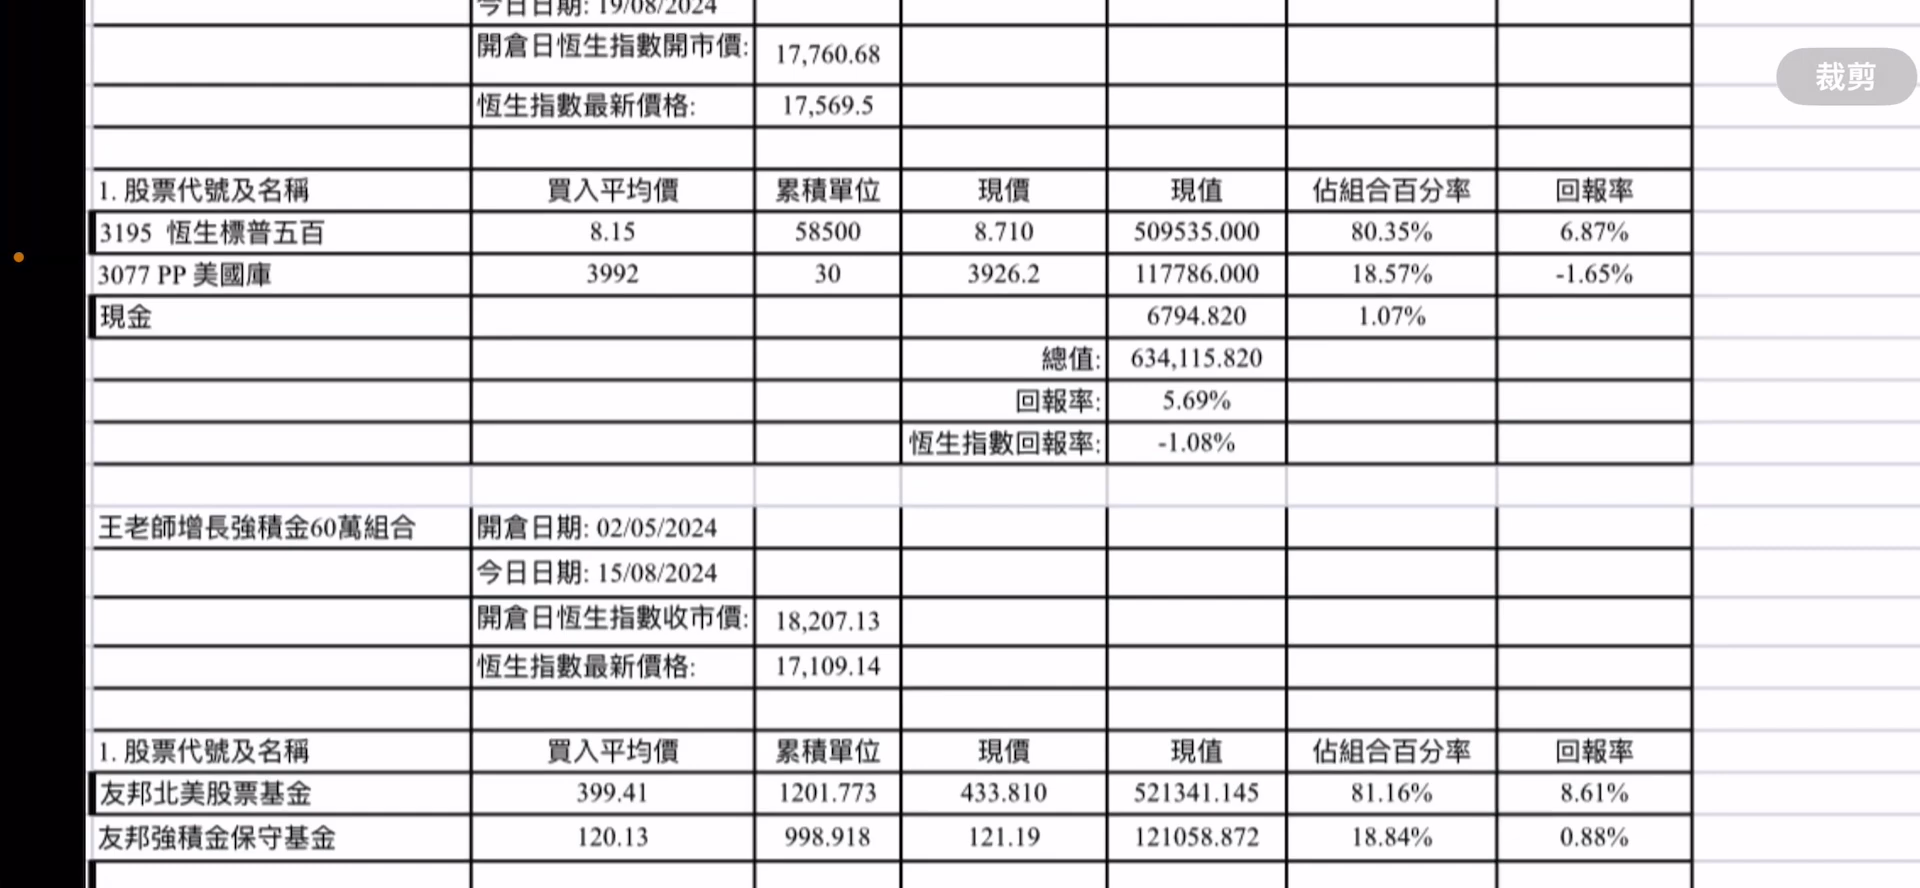 今日日期: 19/08/2024
開倉日恆生指數開市價: 17,760.68
恆生指數最新價格: 17,569.5
裁剪
1. 股票代號及名稱 買入平均價 累積單位 現價 現值 佔組合百分率 回報率
3195 恆生標普五百 8.15 58500 8.710 509535.000 80.35% 6.87%
3077 PP 美國庫 3992 30 3926.2 117786.000 18.57% -1.65%
現金 6794.820 1.07%
總值: 634,115.820
回報率: 5.69%
恆生指數回報率: -1.08%
王老師增長強積金60萬組合 開倉日期: 02/05/2024
今日日期: 15/08/2024
開倉日恆生指數收市價: 18,207.13
恆生指數最新價格: 17,109.14
1. 股票代號及名稱 買入平均價 累積單位 現價 現值 佔組合百分率 回報率
友邦北美股票基金 399.41 1201.773 433.810 521341.145 81.16% 8.61%
友邦強積金保守基金 120.13 998.918 121.19 121058.872 18.84% 0.88%